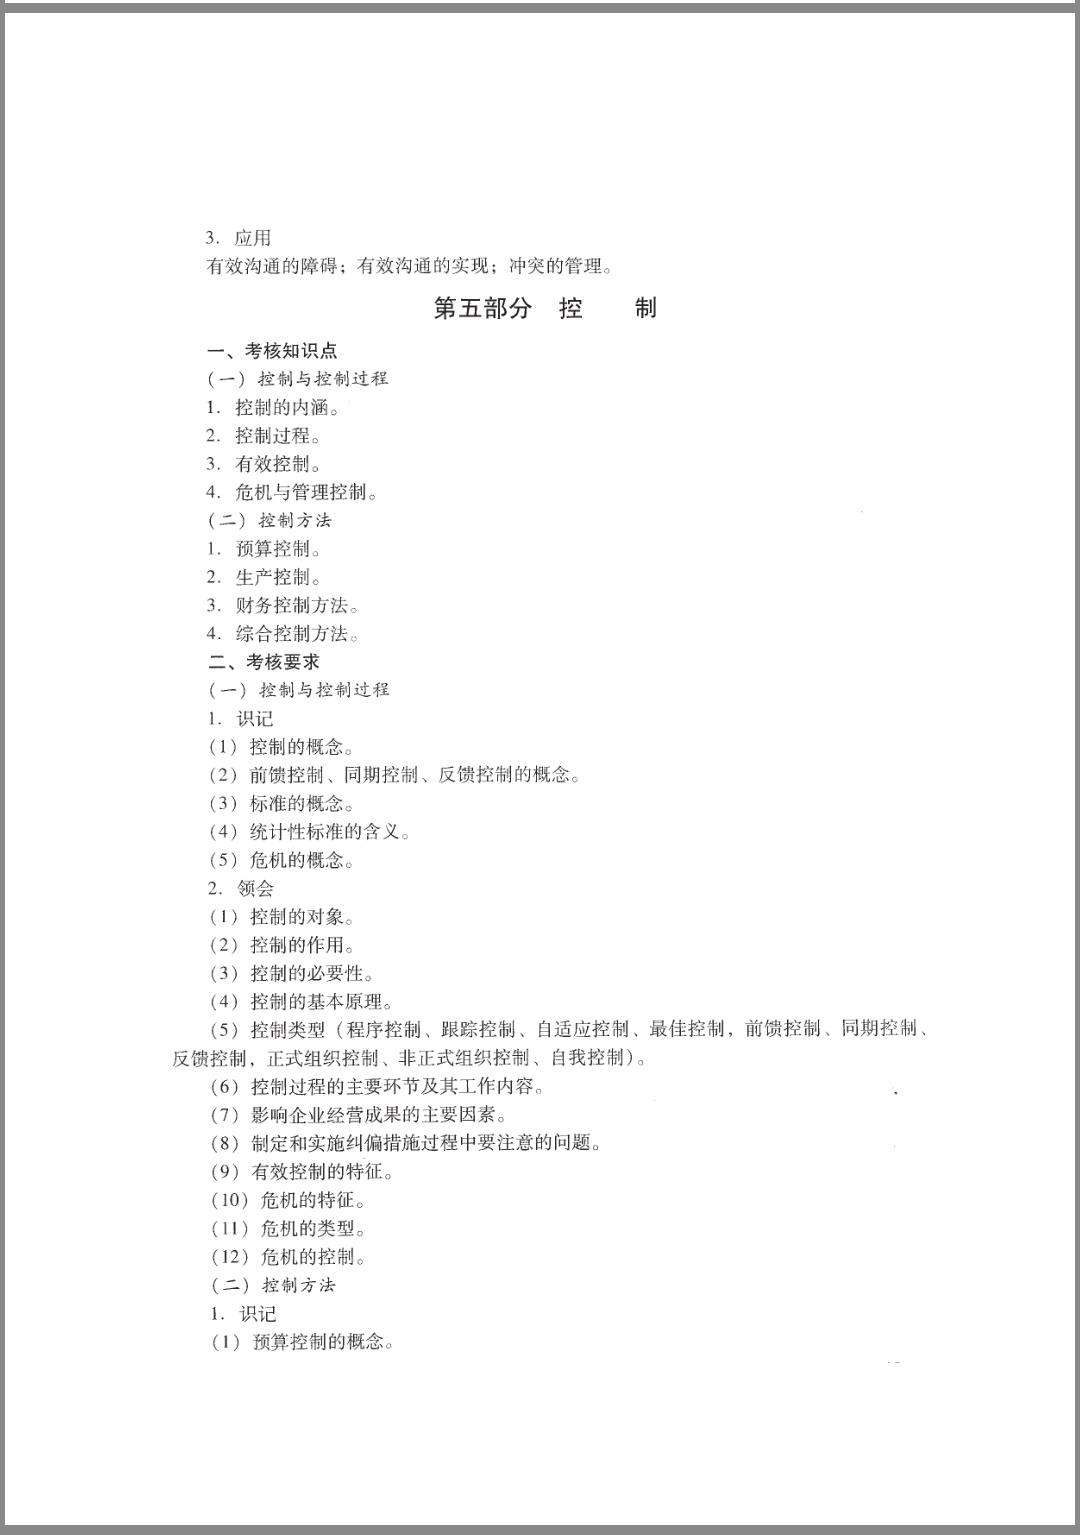 3. 应用
有效沟通的障碍；有效沟通的实现；冲突的管理。
第五部分 控 制
一、考核知识点
（一）控制与控制过程
1. 控制的内涵。
2. 控制过程。
3. 有效控制。
4. 危机与管理控制。
（二）控制方法
1. 预算控制。
2. 生产控制。
3. 财务控制方法。
4. 综合控制方法。
二、考核要求
（一）控制与控制过程
1. 识记
（1）控制的概念。
（2）前馈控制、同期控制、反馈控制的概念。
（3）标准的概念。
（4）统计性标准的含义。
（5）危机的概念。
2. 领会
（1）控制的对象。
（2）控制的作用。
（3）控制的必要性。
（4）控制的基本原理。
（5）控制类型（程序控制、跟踪控制、自适应控制、最佳控制，前馈控制、同期控制、
反馈控制，正式组织控制、非正式组织控制、自我控制）。
（6）控制过程的主要环节及其工作内容。
（7）影响企业经营成果的主要因素。
（8）制定和实施纠偏措施过程中要注意的问题。
（9）有效控制的特征。
（10）危机的特征。
（11）危机的类型。
（12）危机的控制。
（二）控制方法
1. 识记
（1）预算控制的概念。